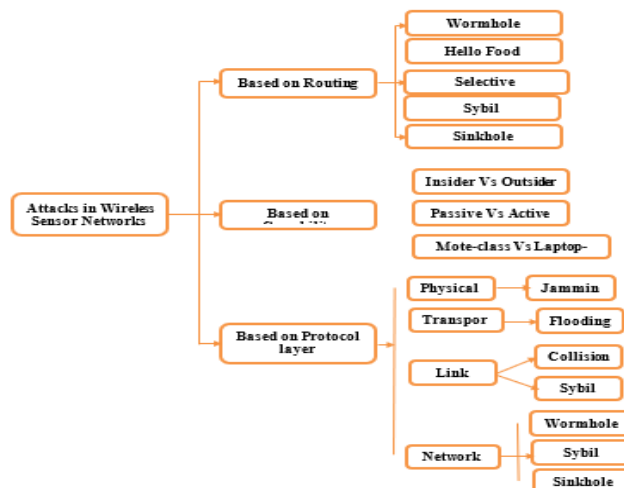 Wormhole
Hello Food
Based on Routing
Selective
Sybil
Sinkhole
Attacks in Wireless
Sensor Networks
Based on
Insider Vs Outsider
Passive Vs Active
Mote-class Vs Laptop-
Based on Protocol
layer
Physical
Jammin
Transpor
Flooding
Link
Collision
Sybil
Network
Wormhole
Sybil
Sinkhole